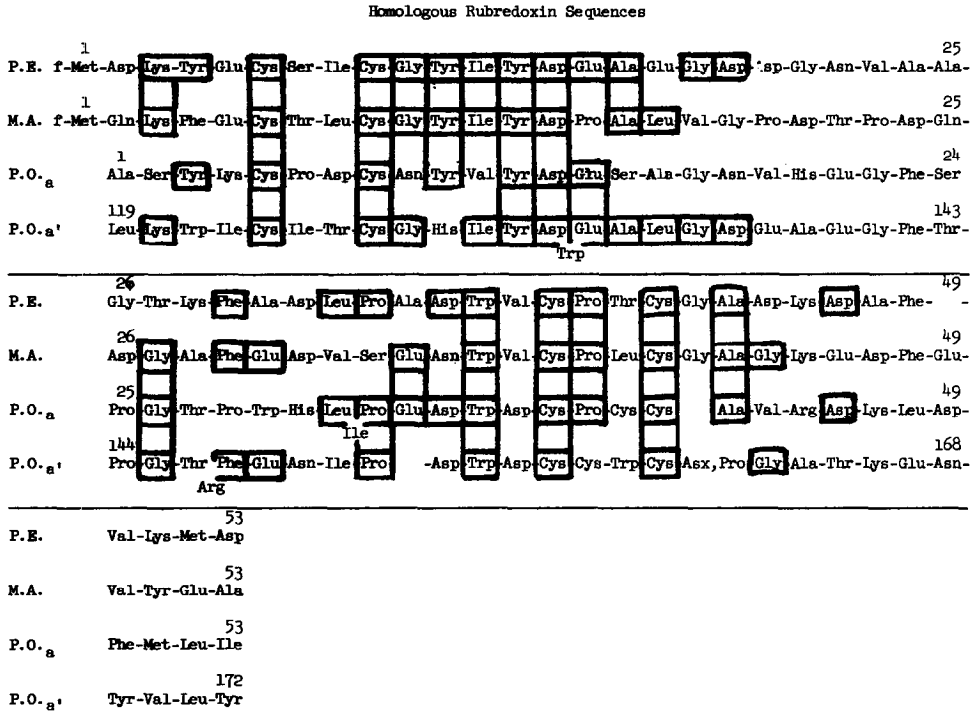 Homologous Rubredoxin Sequences
1 25
P.E. f-Met-Asp-Lys-Tyr-Glu-Cys-Ser-Ile-Cys-Gly-Tyr-Ile-Tyr-Asp-Glu-Ala-Glu-Gly-Asp-Asp-Gly-Asn-Val-Ala-Ala-
1 25
M.A. f-Met-Gln-Lys-Phe-Glu-Cys-Thr-Leu-Cys-Gly-Tyr-Ile-Tyr-Asp-Pro-Ala-Leu-Val-Gly-Pro-Asp-Thr-Pro-Asp-Gln-
1 24
P.O.a Ala-Ser-Tyr-Lys-Cys-Pro-Asp-Cys-Asn-Tyr-Val-Tyr-Asp-Glu-Ser-Ala-Gly-Asn-Val-His-Glu-Gly-Phe-Ser
119 143
P.O.a' Leu-Lys-Trp-Ile-Cys-Ile-Thr-Cys-Gly-His-Ile-Tyr-Asp-Glu-Ala-Leu-Gly-Asp-Glu-Ala-Glu-Gly-Phe-Thr-
Trp
26 49
P.E. Gly-Thr-Lys-Phe-Ala-Asp-Leu-Pro-Ala-Asp-Trp-Val-Cys-Pro-Thr-Cys-Gly-Ala-Asp-Lys-Asp-Ala-Phe- -
26 49
M.A. Asp-Gly-Ala-Phe-Glu-Asp-Val-Ser-Glu-Asn-Trp-Val-Cys-Pro-Leu-Cys-Gly-Ala-Gly-Lys-Glu-Asp-Phe-Glu-
25 49
P.O.a Pro-Gly-Thr-Pro-Trp-His-Leu-Pro-Glu-Asp-Trp-Asp-Cys-Pro-Cys-Cys Ala-Val-Arg-Asp-Lys-Leu-Asp-
Ile
144 168
P.O.a' Pro-Gly-Thr-Phe-Glu-Asn-Ile-Pro -Asp-Trp-Asp-Cys-Cys-Trp-Cys-Asx,Pro-Gly-Ala-Thr-Lys-Glu-Asn-
Arg
53
P.E. Val-Lys-Met-Asp
53
M.A. Val-Tyr-Glu-Ala
53
P.O.a Phe-Met-Leu-Ile
172
P.O.a' Tyr-Val-Leu-Tyr